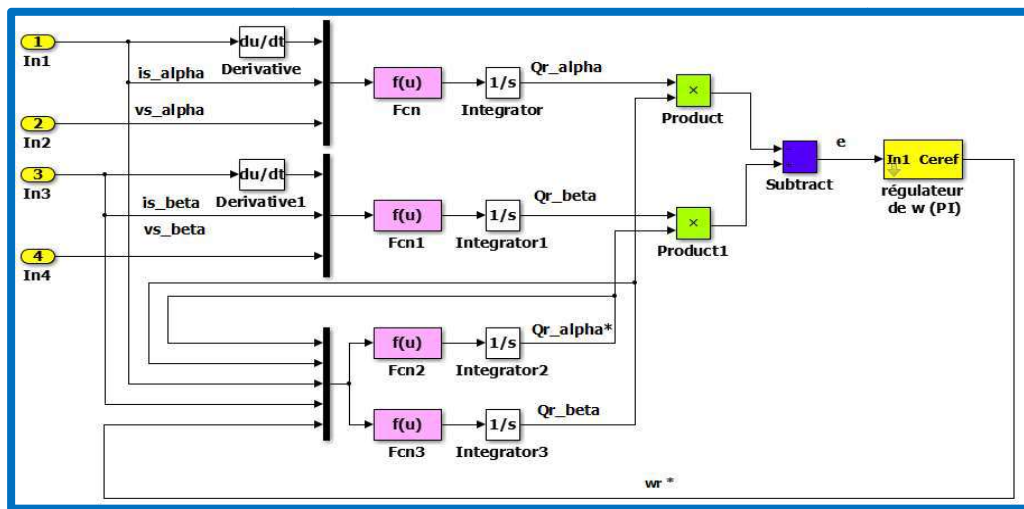 1
In1
du/dt
Derivative
is_alpha
vs_alpha
2
In2
f(u)
Fcn
1/s
Integrator
Qr_alpha
×
Product
3
In3
du/dt
Derivative1
is_beta
vs_beta
4
In4
f(u)
Fcn1
1/s
Integrator1
Qr_beta
×
Product1
Subtract
e
In1 Ceref
régulateur
de w (PI)
f(u)
Fcn2
1/s
Integrator2
Qr_alpha*
f(u)
Fcn3
1/s
Integrator3
Qr_beta
wr *